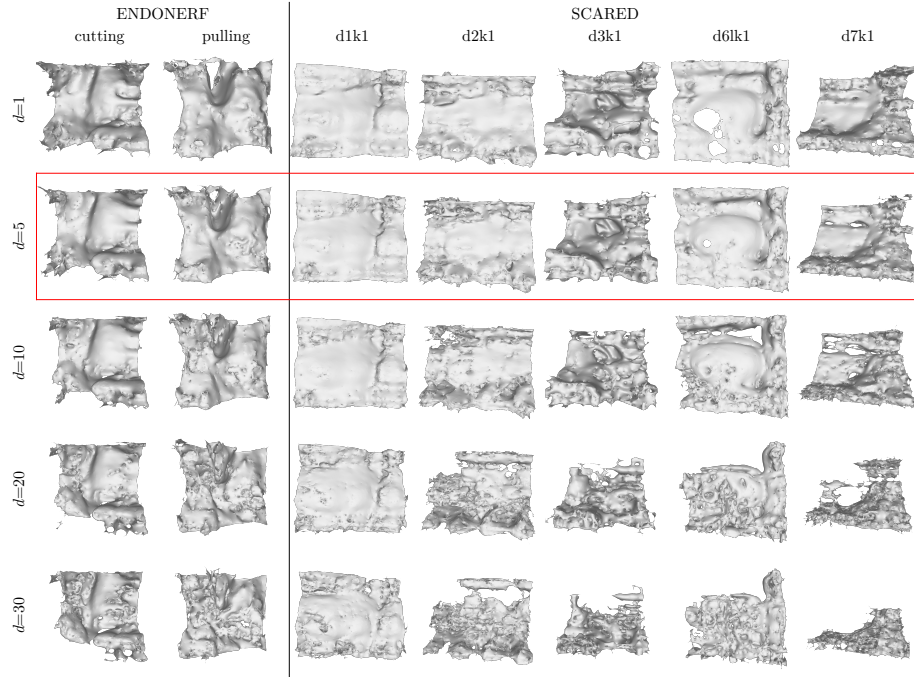 ENDONERF SCARED
cutting pulling d1k1 d2k1 d3k1 d6lk1 d7k1
d=1
d=5
d=10
d=20
d=30